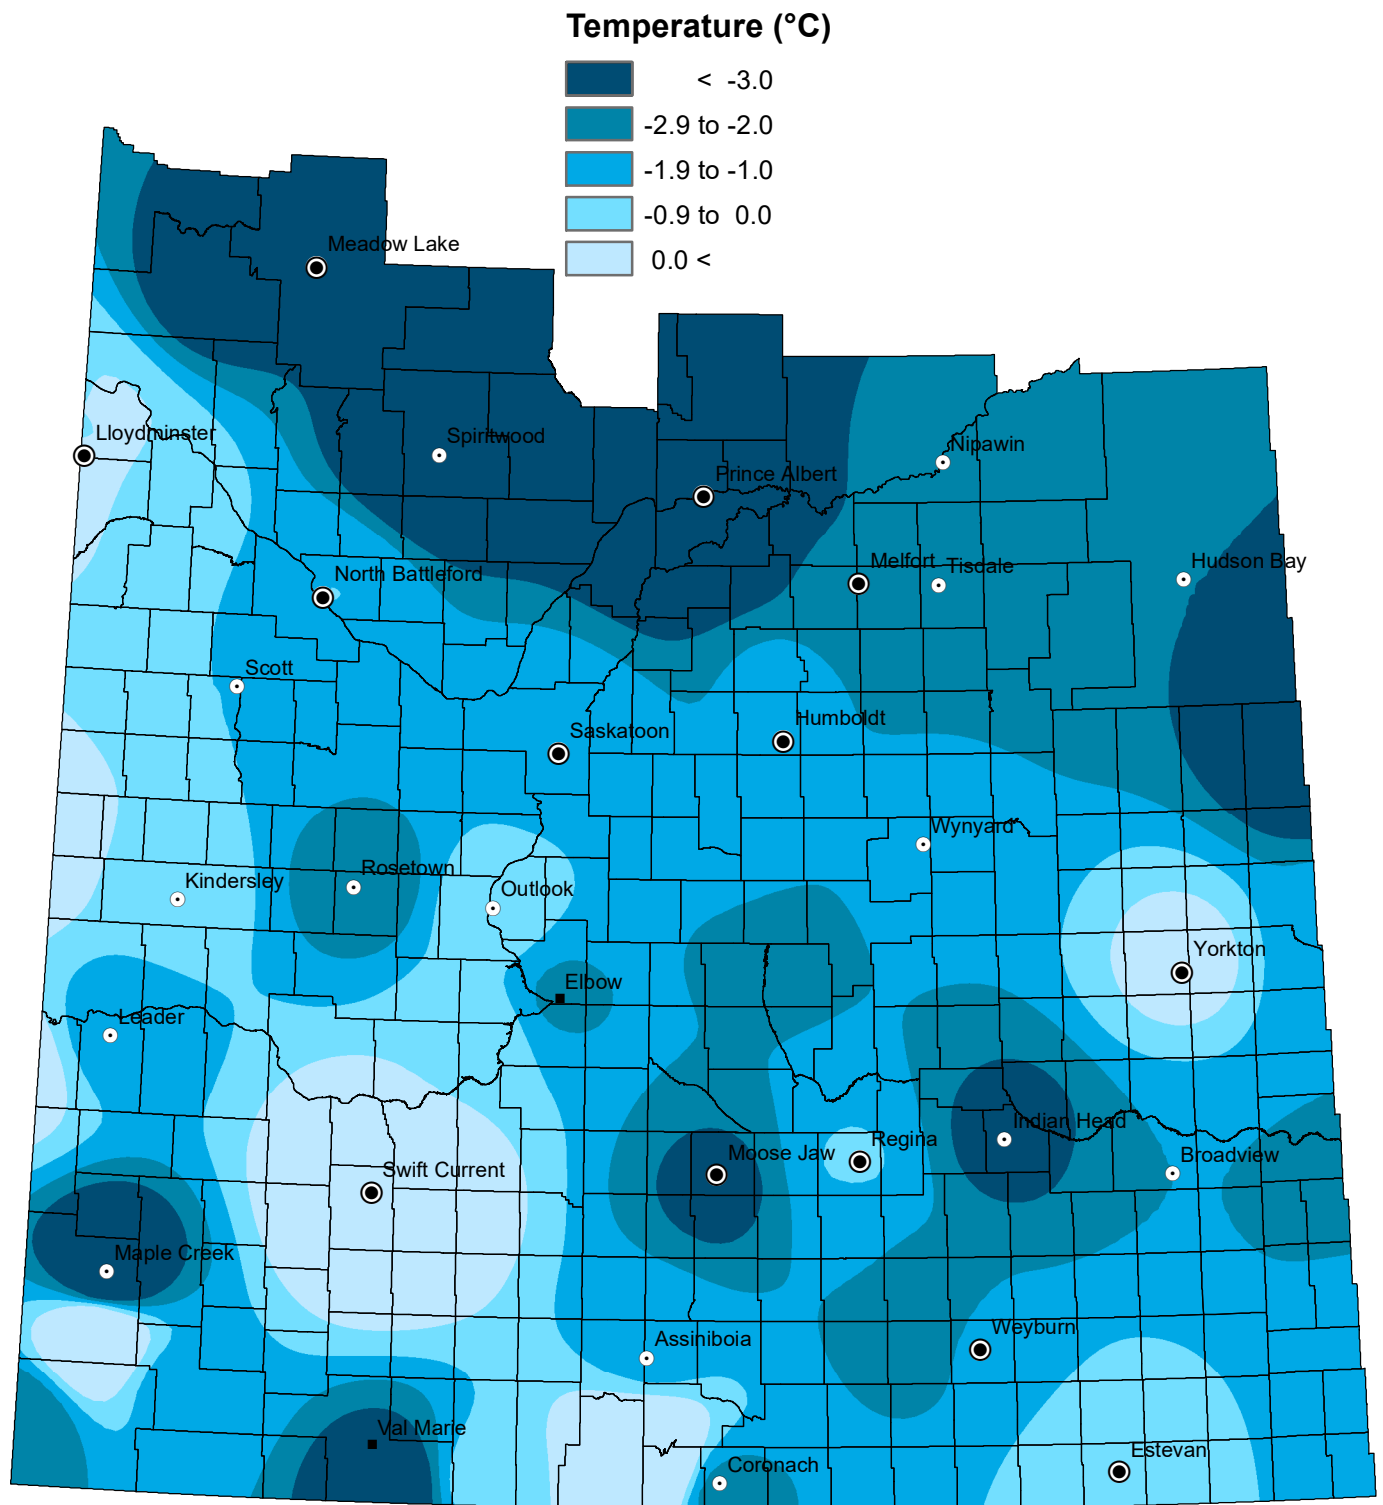 Temperature (°C)
< -3.0
-2.9 to -2.0
-1.9 to -1.0
-0.9 to 0.0
0.0 <
Meadow Lake
Lloydminster
Spiritwood
Nipawin
Prince Albert
Melfort
Tisdale
Hudson Bay
North Battleford
Scott
Saskatoon
Humboldt
Wynyard
Rosetown
Kindersley
Outlook
Yorkton
Elbow
Leader
Indian Head
Regina
Moose Jaw
Broadview
Swift Current
Maple Creek
Weyburn
Assiniboia
Val Marie
Estevan
Coronach